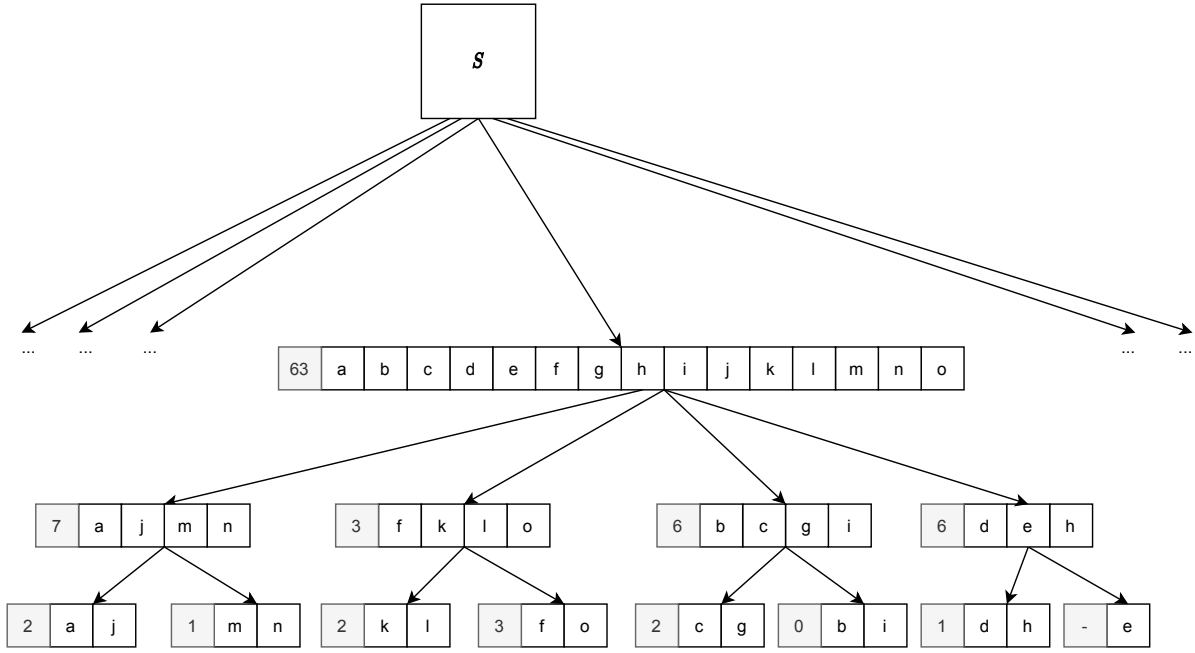 S
... ... ... ... ...
63 a b c d e f g h i j k l m n o
7 a j m n 3 f k l o 6 b c g i 6 d e h
2 a j 1 m n 2 k l 3 f o 2 c g 0 b i 1 d h - e